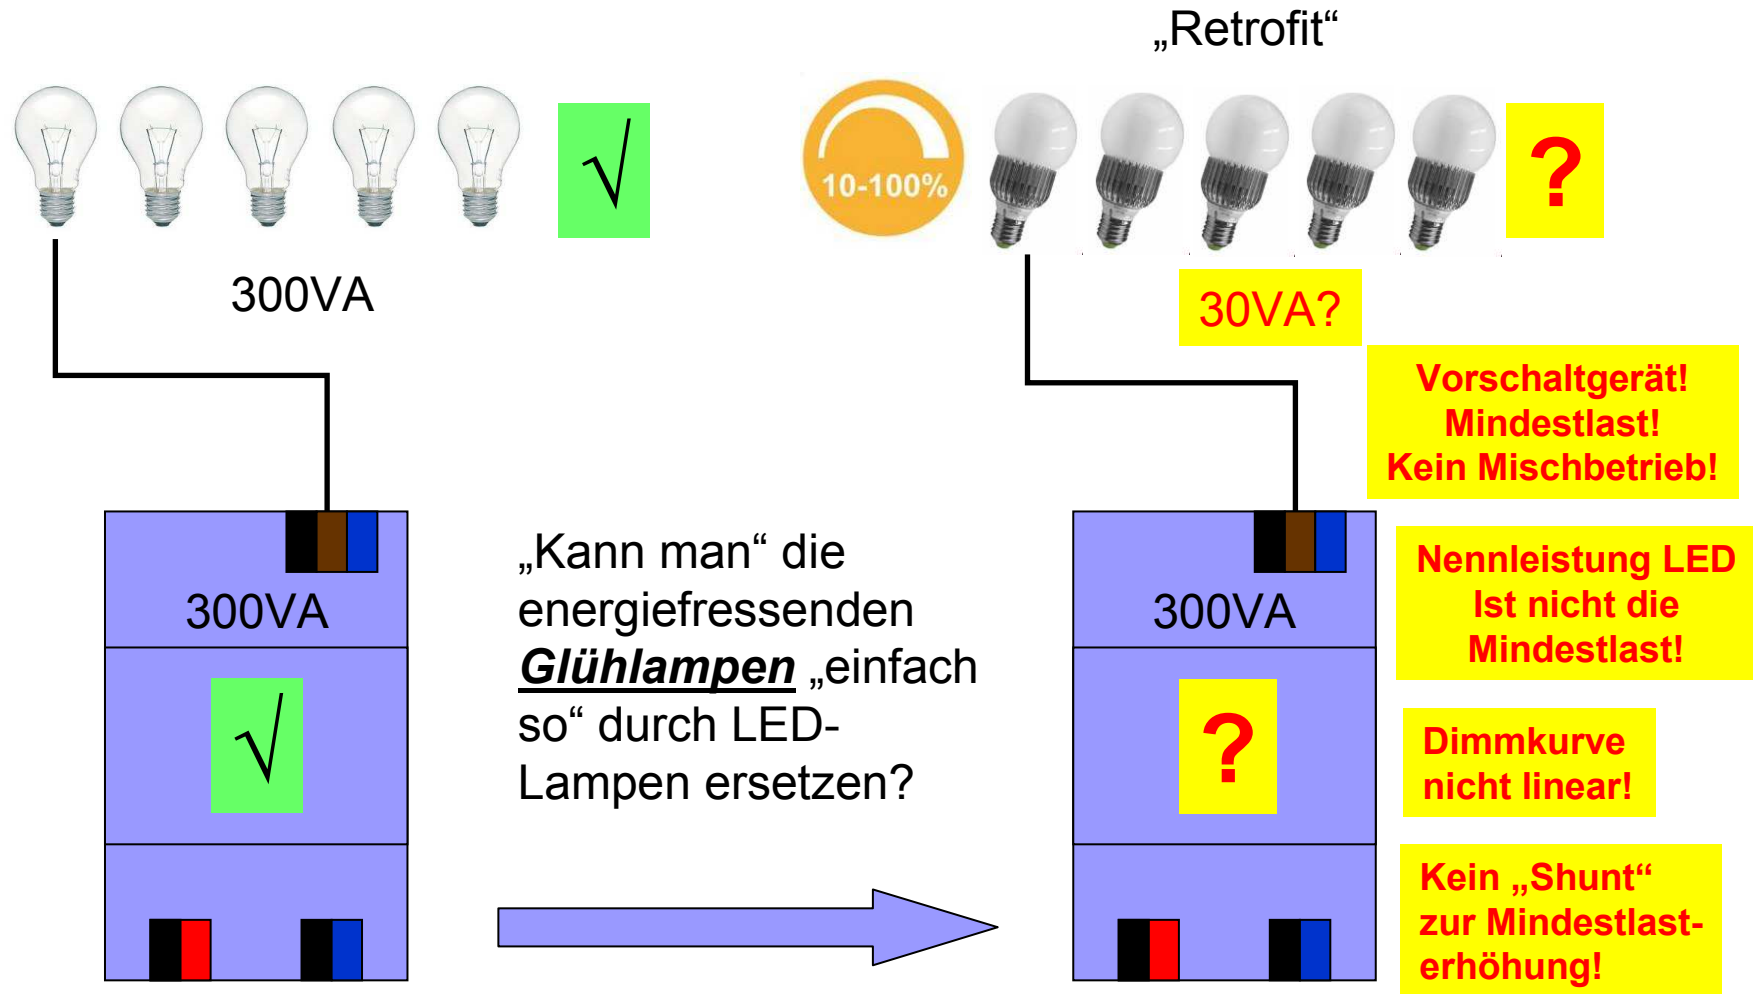 „Retrofit“
√
10-100%
?
300VA
30VA?
Vorschaltgerät!
Mindestlast!
Kein Mischbetrieb!
300VA
√
„Kann man“ die
energiefressenden
Glühlampen „einfach
so“ durch LED-
Lampen ersetzen?
300VA
?
Nennleistung LED
Ist nicht die
Mindestlast!
Dimmkurve
nicht linear!
Kein „Shunt“
zur Mindestlast-
erhöhung!